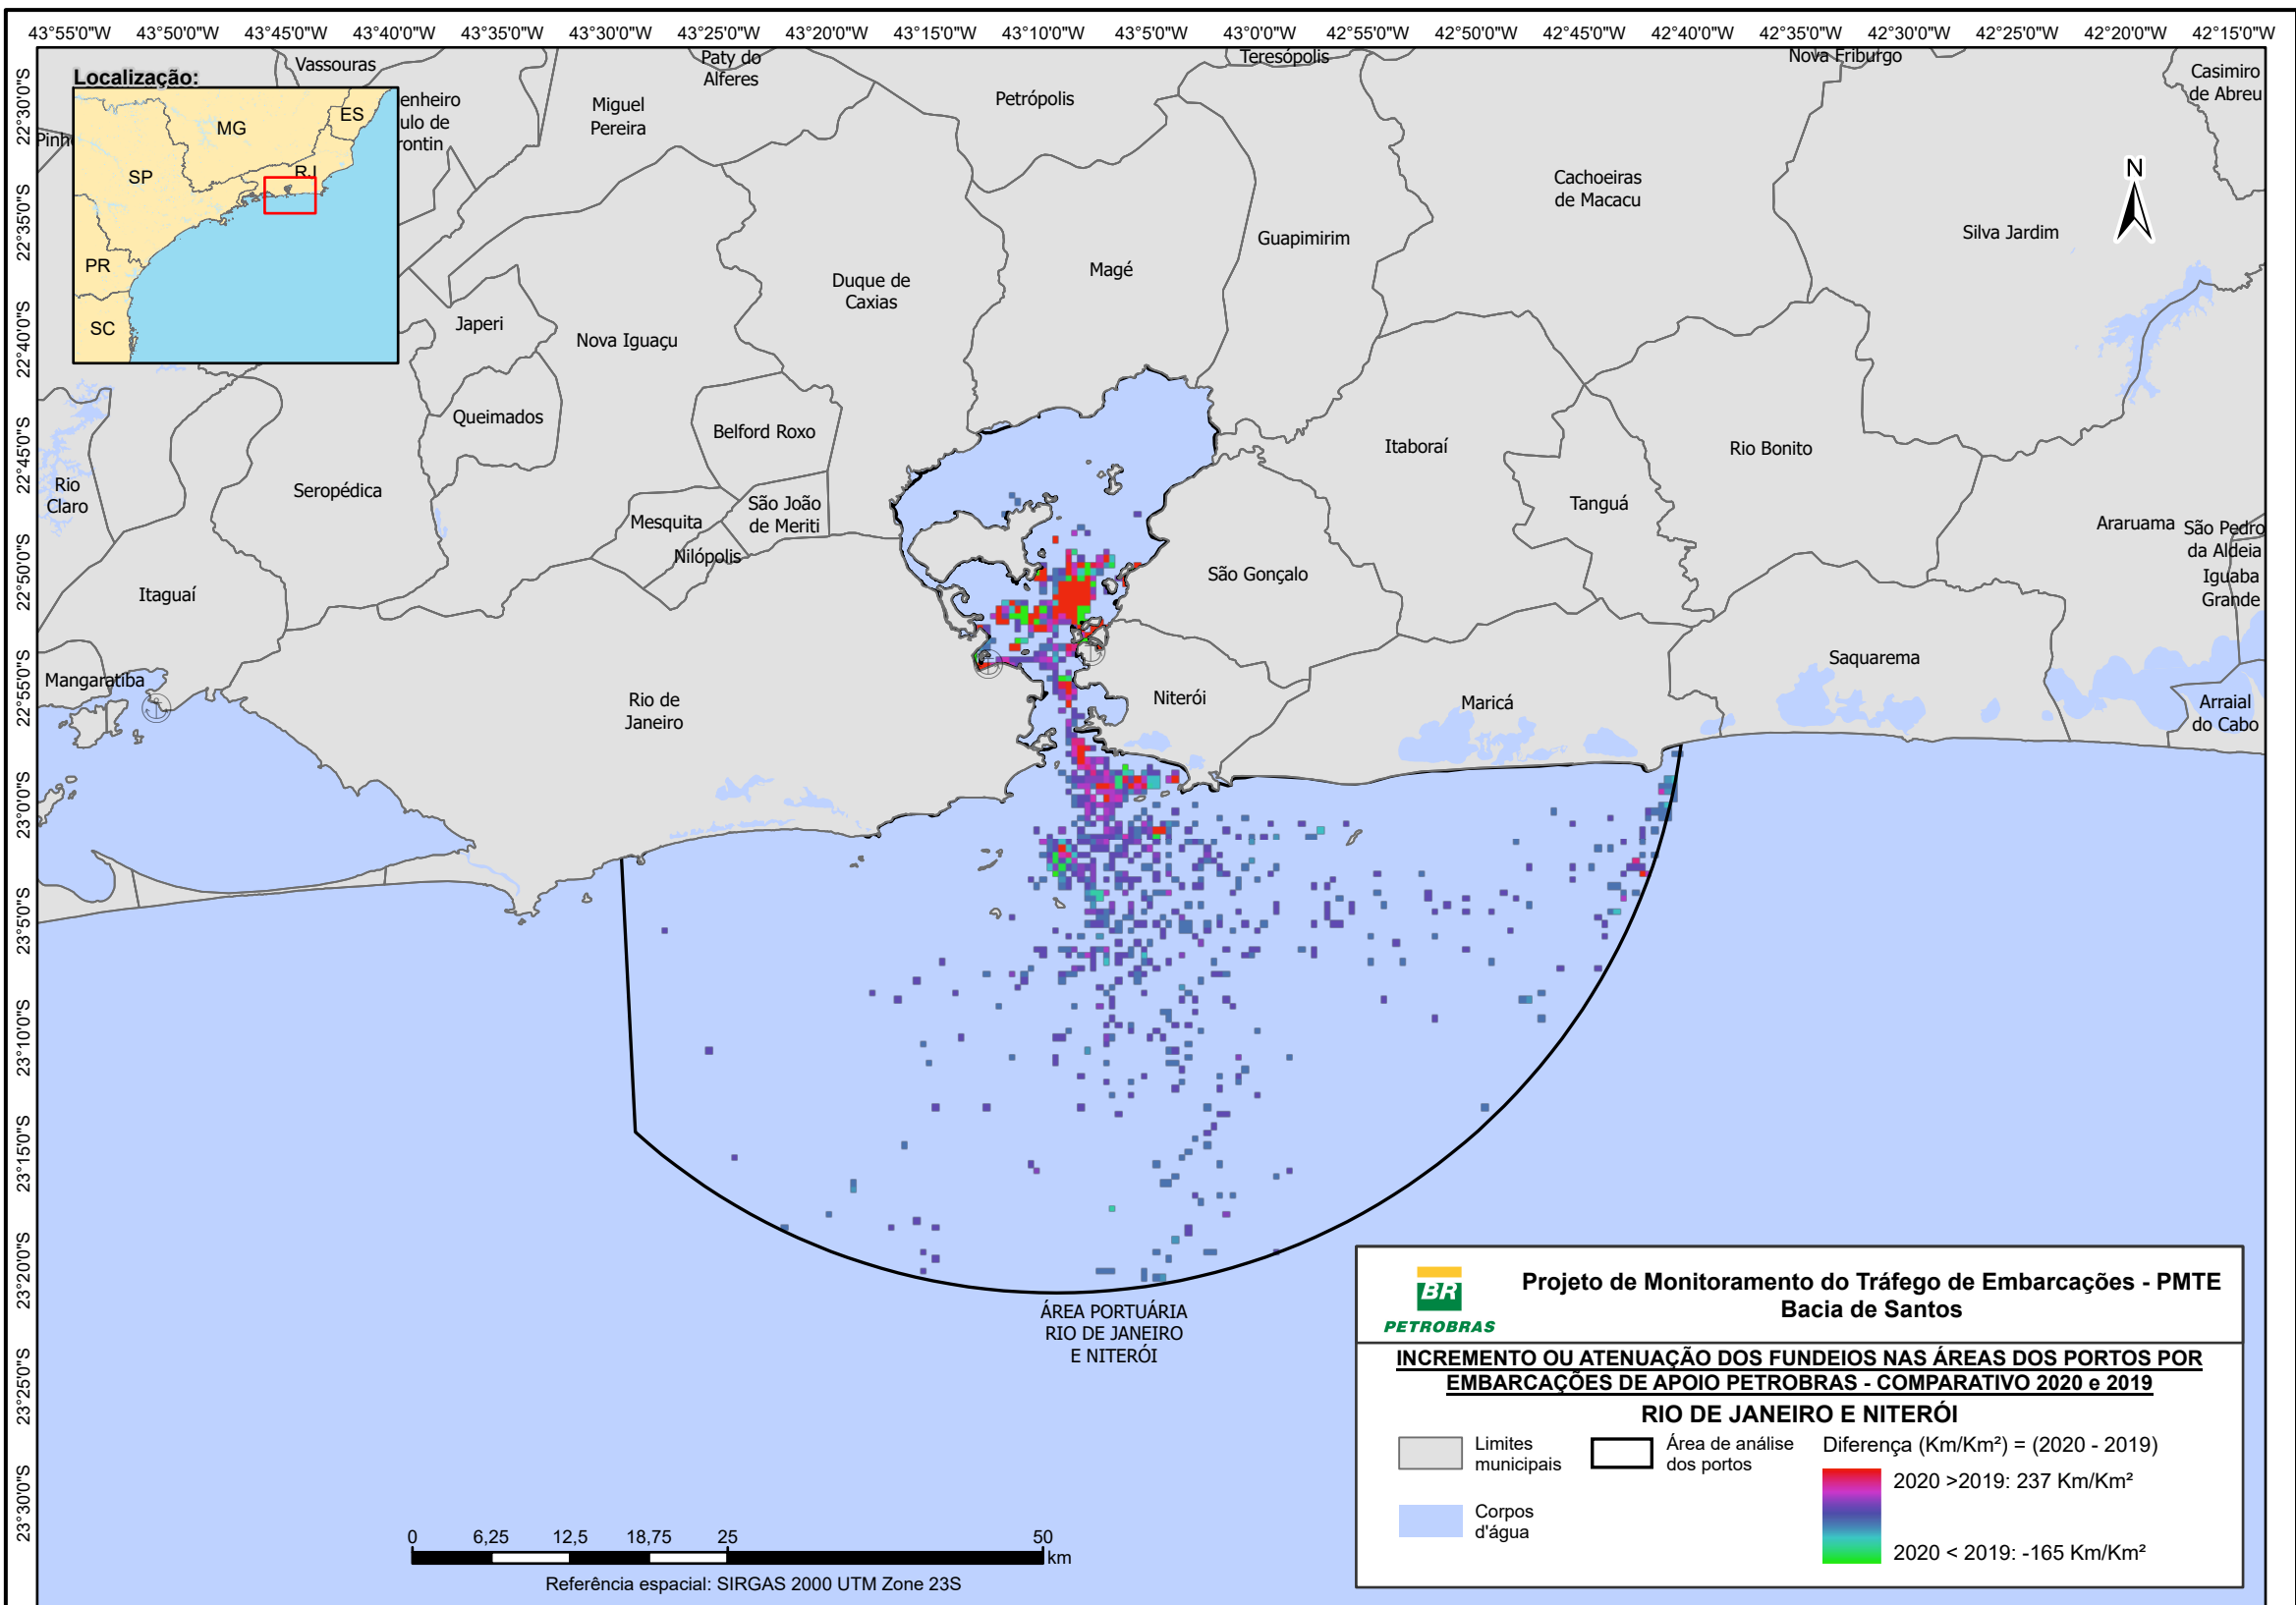 43°55'0"W 43°50'0"W 43°45'0"W 43°40'0"W 43°35'0"W 43°30'0"W 43°25'0"W 43°20'0"W 43°15'0"W 43°10'0"W 43°5'0"W 43°0'0"W 42°55'0"W 42°50'0"W 42°45'0"W 42°40'0"W 42°35'0"W 42°30'0"W 42°25'0"W 42°20'0"W 42°15'0"W
22°30'0"S
22°35'0"S
22°40'0"S
22°45'0"S
22°50'0"S
22°55'0"S
23°0'0"S
23°5'0"S
23°10'0"S
23°15'0"S
23°20'0"S
23°25'0"S
23°30'0"S
Localização:
MG
ES
SP
RJ
PR
SC
Vassouras
enheiro
ulo de
rontin
Pinh
Miguel
Pereira
Paty do
Alferes
Petrópolis
Teresópolis
Nova Friburgo
Casimiro
de Abreu
Cachoeiras
de Macacu
Silva Jardim
N
Guapimirim
Magé
Duque de
Caxias
Japeri
Nova Iguaçu
Queimados
Belford Roxo
Itaboraí
Rio Bonito
Rio
Claro
Seropédica
Mesquita
São João
de Meriti
Nilópolis
Tanguá
Araruama
São Pedro
da Aldeia
Iguaba
Grande
São Gonçalo
Itaguaí
Mangaratiba
Rio de
Janeiro
Niterói
Maricá
Saquarema
Arraial
do Cabo
ÁREA PORTUÁRIA
RIO DE JANEIRO
E NITERÓI
BR
PETROBRAS
Projeto de Monitoramento do Tráfego de Embarcações - PMTE
Bacia de Santos
INCREMENTO OU ATENUAÇÃO DOS FUNDEIOS NAS ÁREAS DOS PORTOS POR
EMBARCAÇÕES DE APOIO PETROBRAS - COMPARATIVO 2020 e 2019
RIO DE JANEIRO E NITERÓI
Limites
municipais
Área de análise
dos portos
Diferença (Km/Km²) = (2020 - 2019)
2020 >2019: 237 Km/Km²
Corpos
d'água
2020 < 2019: -165 Km/Km²
0 6,25 12,5 18,75 25 50
km
Referência espacial: SIRGAS 2000 UTM Zone 23S